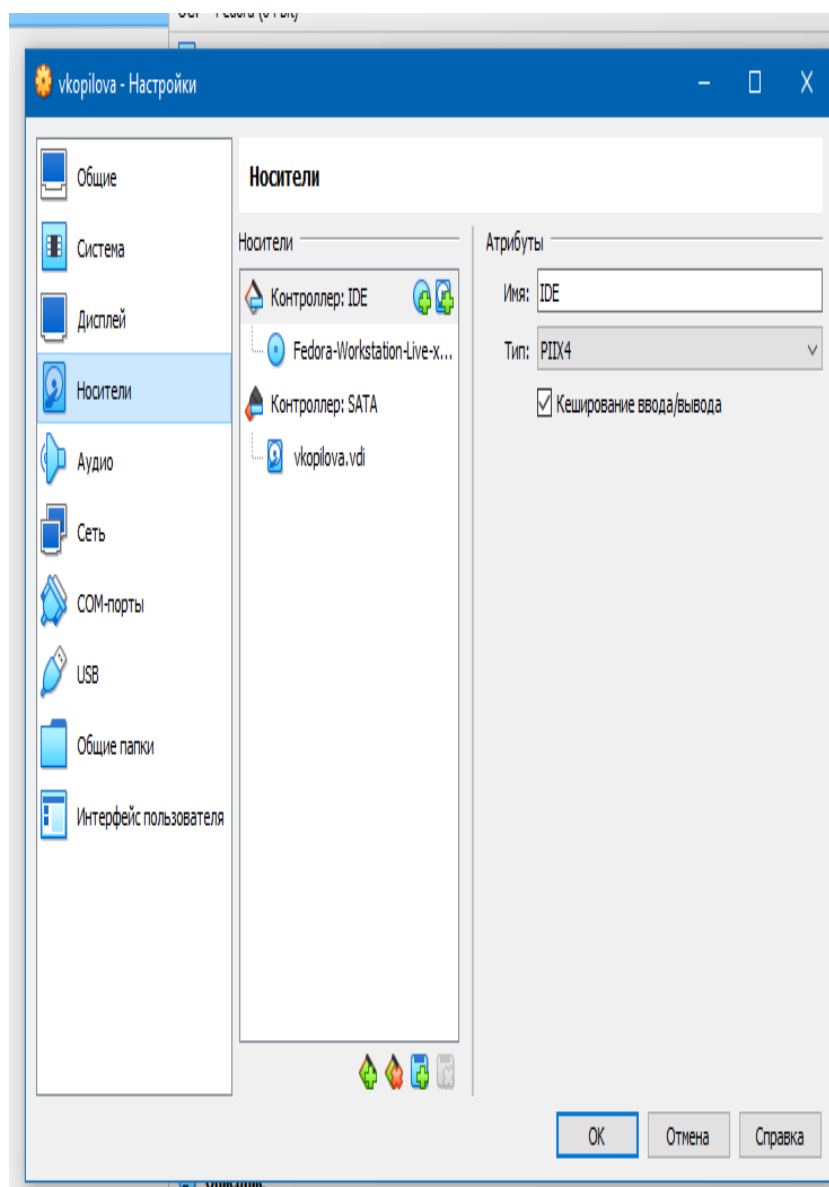 vkopilova - Настройки
Общие
Система
Дисплей
Носители
Аудио
Сеть
COM-порты
USB
Общие папки
Интерфейс пользователя
Носители
Носители
Контроллер: IDE
Fedora-Workstation-Live-x...
Контроллер: SATA
vkopilova.vdi
Атрибуты
Имя: IDE
Тип: PIIX4
Кеширование ввода/вывода
OK
Отмена
Справка